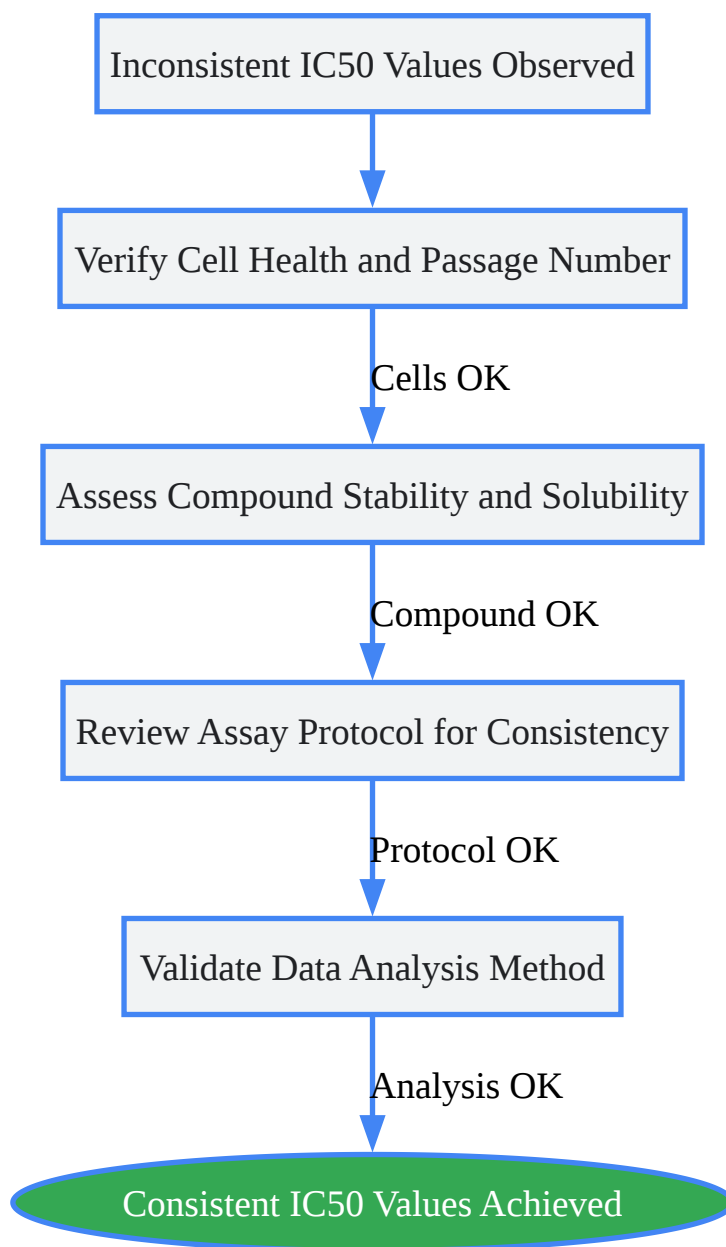 Inconsistent IC50 Values Observed
Verify Cell Health and Passage Number
Cells OK
Assess Compound Stability and Solubility
Compound OK
Review Assay Protocol for Consistency
Protocol OK
Validate Data Analysis Method
Analysis OK
Consistent IC50 Values Achieved